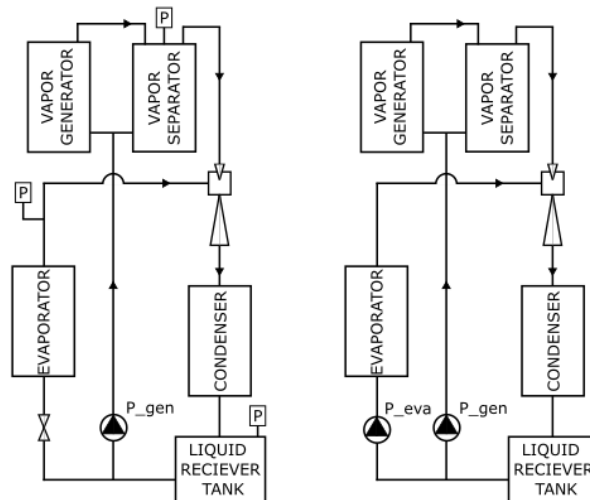 P
VAPOR
GENERATOR
VAPOR
SEPARATOR
P
EVAPORATOR
CONDENSER
P_gen
P
LIQUID
RECIEVER
TANK
VAPOR
GENERATOR
VAPOR
SEPARATOR
EVAPORATOR
CONDENSER
P_eva
P_gen
LIQUID
RECIEVER
TANK